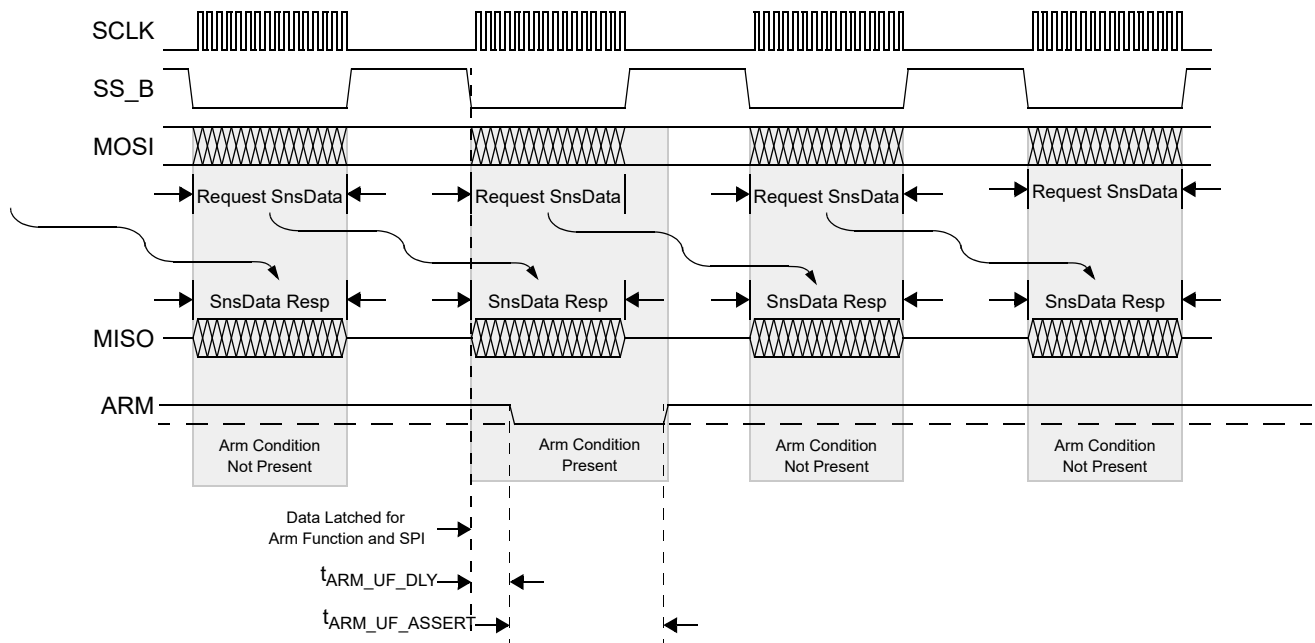 SCLK
SS_B
MOSI
Request SnsData
Request SnsData
Request SnsData
Request SnsData
SnsData Resp
SnsData Resp
SnsData Resp
SnsData Resp
MISO
ARM
Arm Condition
Not Present
Arm Condition
Present
Arm Condition
Not Present
Arm Condition
Not Present
Data Latched for
Arm Function and SPI
tARM_UF_DLY
tARM_UF_ASSERT